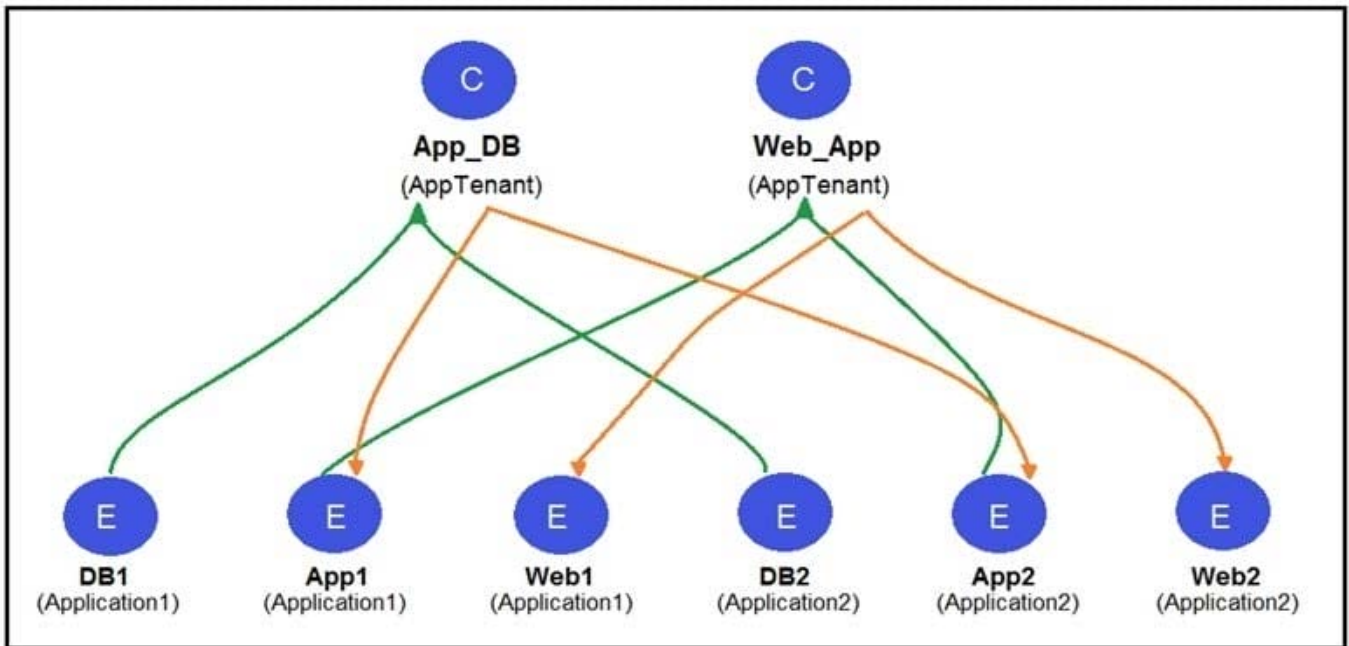 C
C
App_DB
Web_App
(AppTenant)
(AppTenant)
E
E
E
E
E
E
DB1
App1
Web1
DB2
App2
Web2
(Application1)
(Application1)
(Application1)
(Application2)
(Application2)
(Application2)